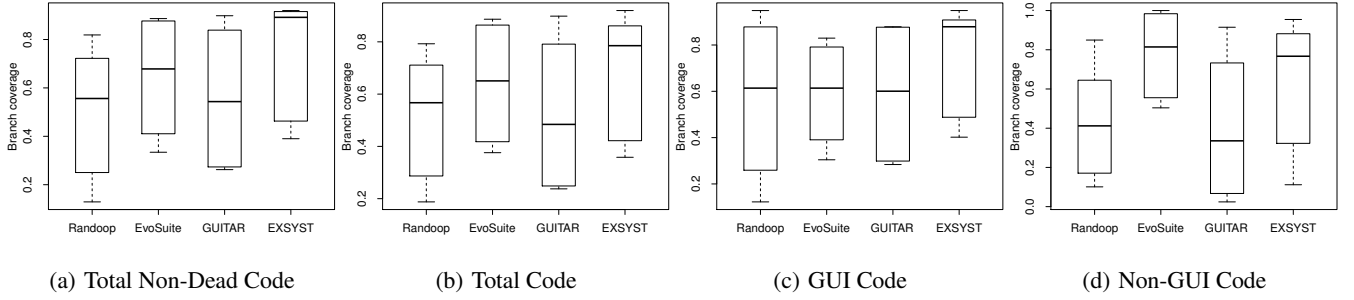 Branch coverage
0.2 0.4 0.6 0.8
Randoop EvoSuite GUITAR EXSYST
(a) Total Non-Dead Code
Branch coverage
0.2 0.4 0.6 0.8
Randoop EvoSuite GUITAR EXSYST
(b) Total Code
Branch coverage
0.2 0.4 0.6 0.8
Randoop EvoSuite GUITAR EXSYST
(c) GUI Code
Branch coverage
0.0 0.2 0.4 0.6 0.8 1.0
Randoop EvoSuite GUITAR EXSYST
(d) Non-GUI Code